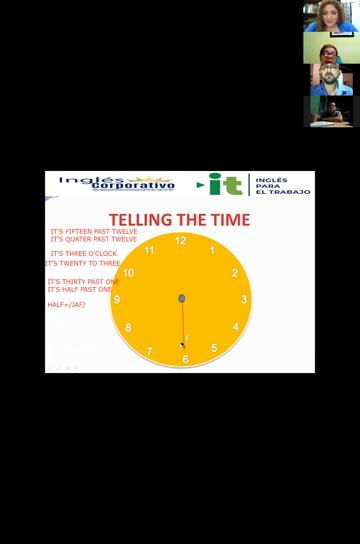 Inglés
Corporativo
it
INGLÉS
PARA
EL TRABAJO
TELLING THE TIME
IT'S FIFTEEN PAST TWELVE
IT'S QUATER PAST TWELVE
IT'S THREE O'CLOCK
IT'S TWENTY TO THREE
IT'S THIRTY PAST ONE
IT'S HALF PAST ONE
HALF=/JAF/
12
1
2
3
4
5
6
7
8
9
10
11